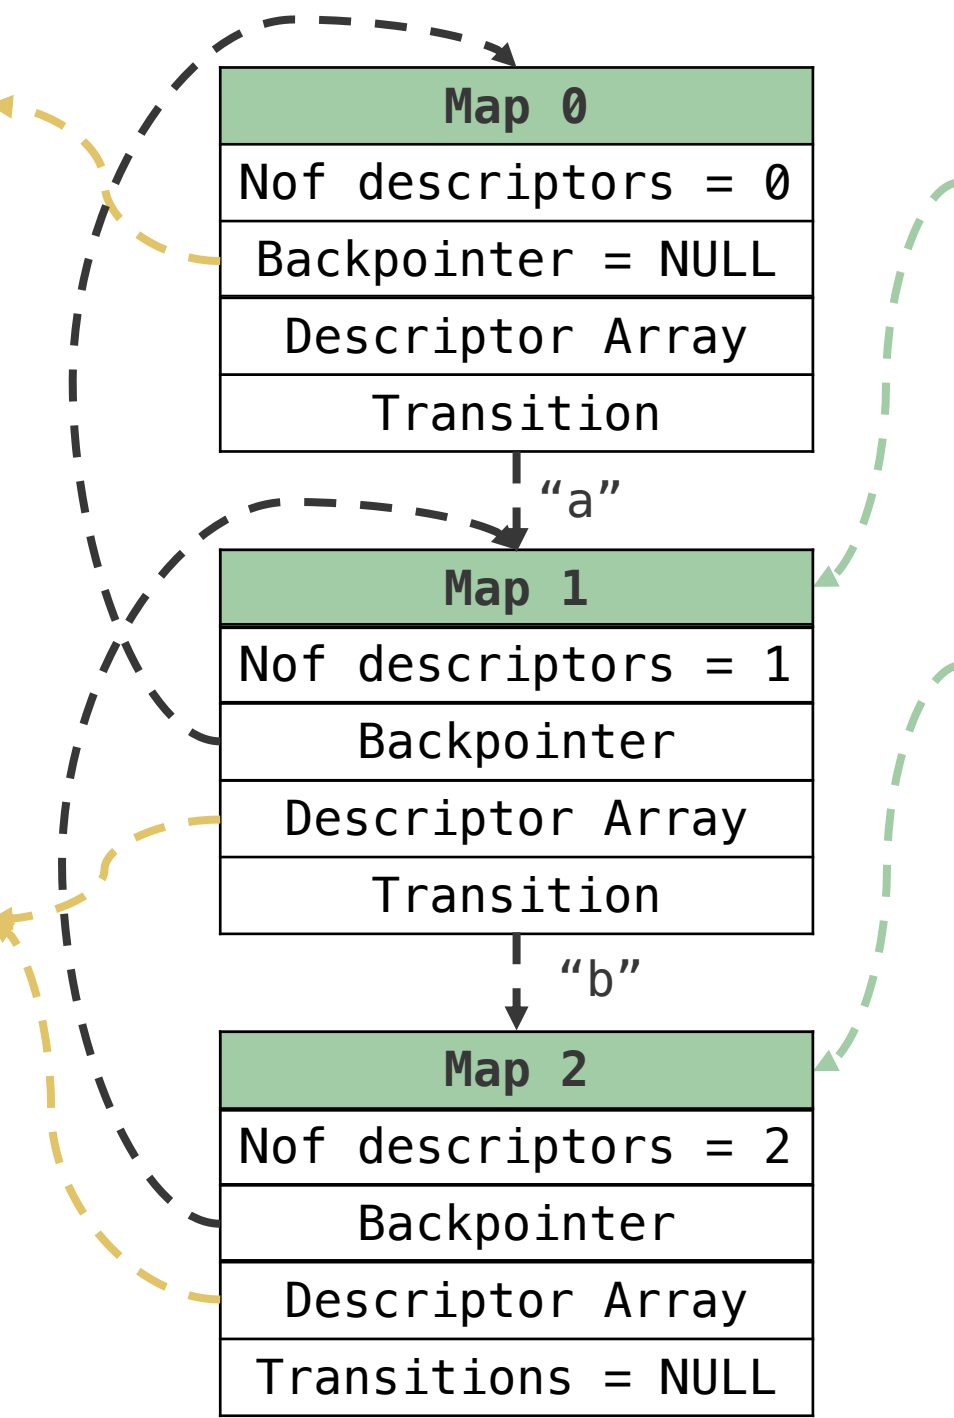 Map 0
Nof descriptors = 0
Backpointer = NULL
Descriptor Array
Transition
“a”
Map 1
Nof descriptors = 1
Backpointer
Descriptor Array
Transition
“b”
Map 2
Nof descriptors = 2
Backpointer
Descriptor Array
Transitions = NULL